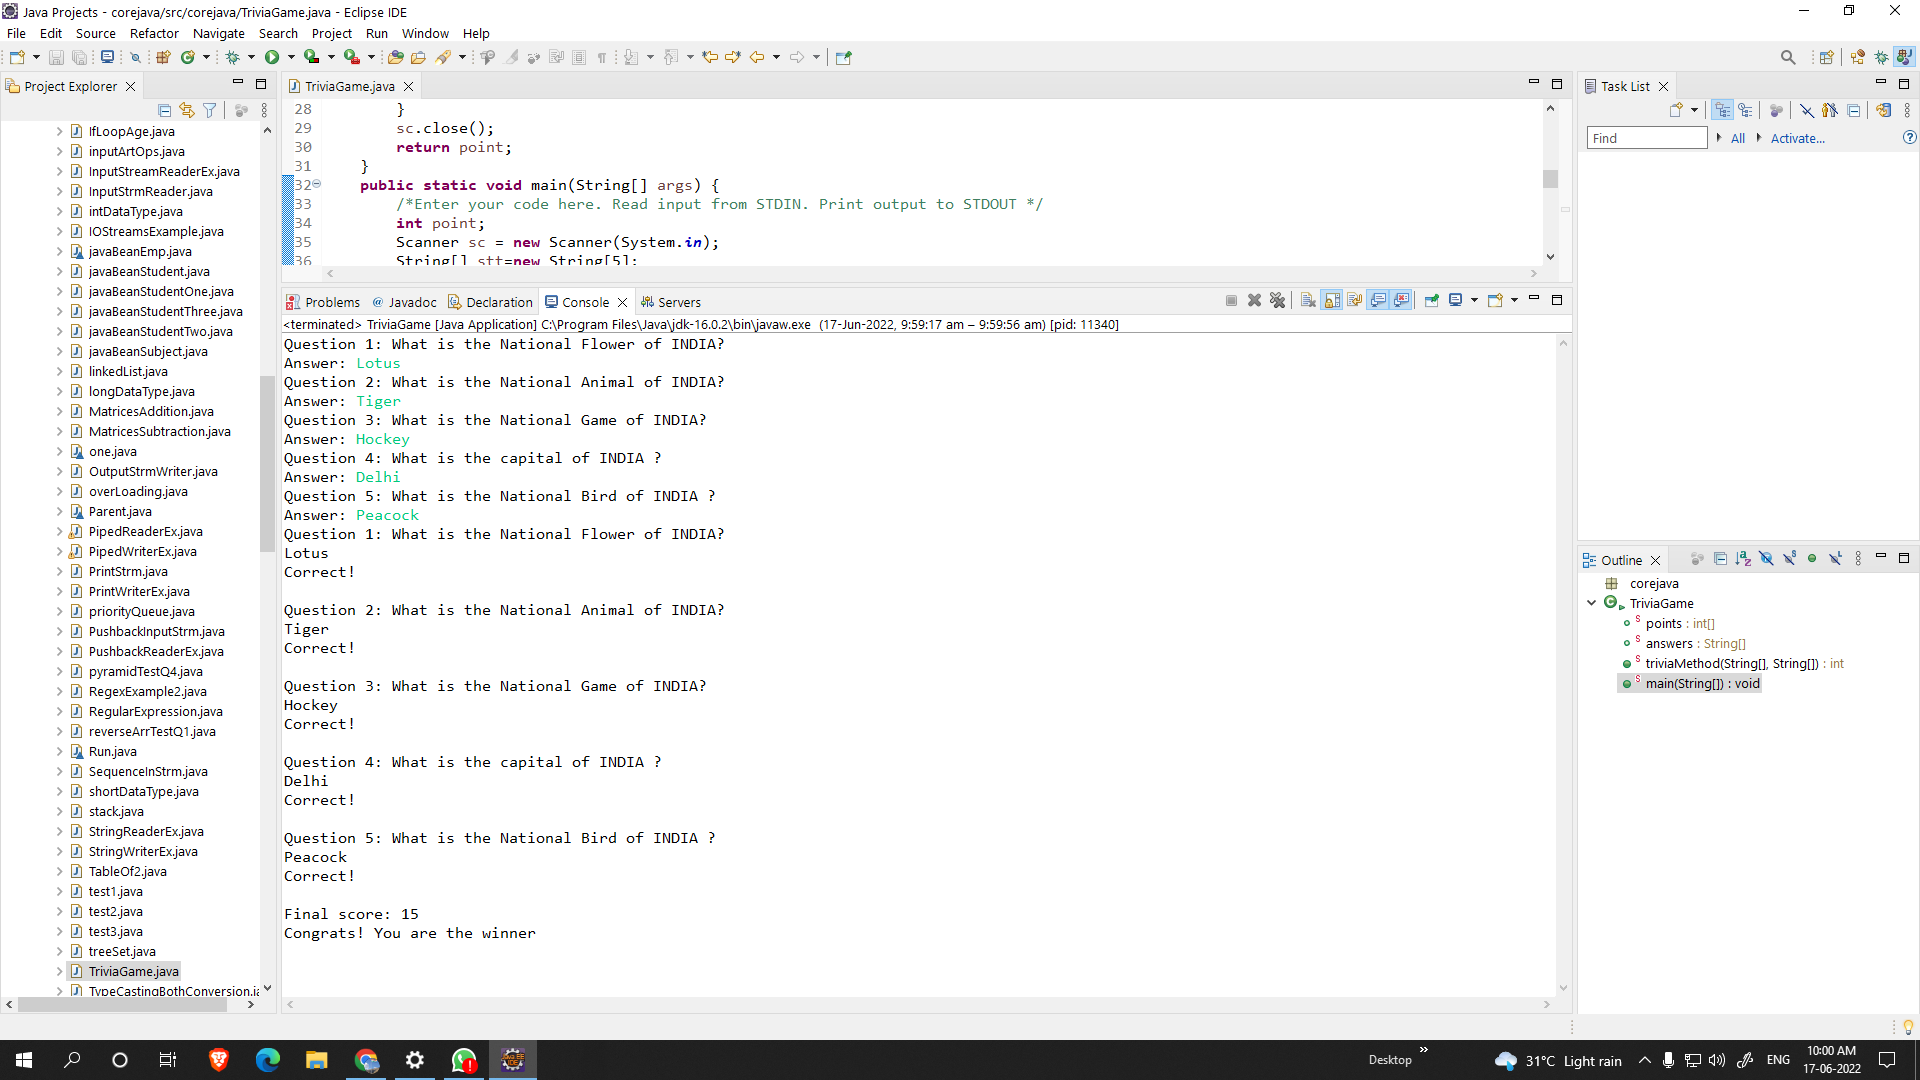 Java Projects - corejava/src/corejava/TriviaGame.java - Eclipse IDE
File Edit Source Refactor Navigate Search Project Run Window Help
Project Explorer
IfLoopAge.java
inputArtOps.java
InputStreamReaderEx.java
InputStrmReader.java
intDataType.java
IOStreamsExample.java
javaBeanEmp.java
javaBeanStudent.java
javaBeanStudentOne.java
javaBeanStudentThree.java
javaBeanStudentTwo.java
javaBeanSubject.java
linkedList.java
longDataType.java
MatricesAddition.java
MatricesSubtraction.java
one.java
OutputStrmWriter.java
overLoading.java
Parent.java
PipedReaderEx.java
PipedWriterEx.java
PrintStrm.java
PrintWriterEx.java
priorityQueue.java
PushbackInputStrm.java
PushbackReaderEx.java
pyramidTestQ4.java
RegexExample2.java
RegularExpression.java
reverseArrTestQ1.java
Run.java
SequenceInStrm.java
shortDataType.java
stack.java
StringReaderEx.java
StringWriterEx.java
TableOf2.java
test1.java
test2.java
test3.java
treeSet.java
TriviaGame.java
TypeCastingBothConversion.ja
TriviaGame.java
28 }
29 sc.close();
30 return point;
31 }
32 public static void main(String[] args) {
33 /*Enter your code here. Read input from STDIN. Print output to STDOUT */
34 int point;
35 Scanner sc = new Scanner(System.in);
36 String[] stt=new String[5];
Problems Javadoc Declaration Console Servers
<terminated> TriviaGame [Java Application] C:\Program Files\Java\jdk-16.0.2\bin\javaw.exe (17-Jun-2022, 9:59:17 am – 9:59:56 am) [pid: 11340]
Question 1: What is the National Flower of INDIA?
Answer: Lotus
Question 2: What is the National Animal of INDIA?
Answer: Tiger
Question 3: What is the National Game of INDIA?
Answer: Hockey
Question 4: What is the capital of INDIA ?
Answer: Delhi
Question 5: What is the National Bird of INDIA ?
Answer: Peacock
Question 1: What is the National Flower of INDIA?
Lotus
Correct!
Question 2: What is the National Animal of INDIA?
Tiger
Correct!
Question 3: What is the National Game of INDIA?
Hockey
Correct!
Question 4: What is the capital of INDIA ?
Delhi
Correct!
Question 5: What is the National Bird of INDIA ?
Peacock
Correct!
Final score: 15
Congrats! You are the winner
Task List
Find All Activate...
Outline
corejava
TriviaGame
points : int[]
answers : String[]
triviaMethod(String[], String[]) : int
main(String[]) : void
Desktop
31°C Light rain
ENG
10:00 AM
17-06-2022